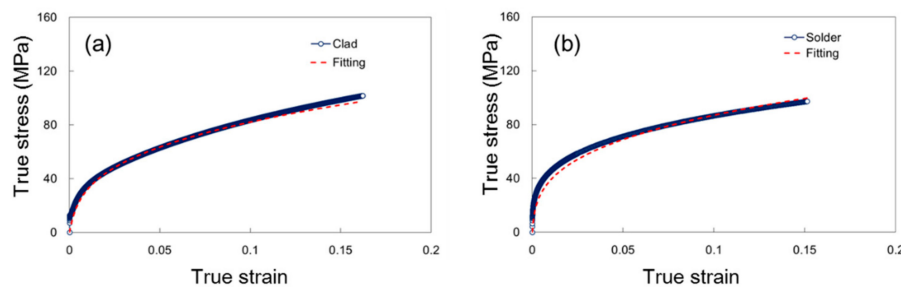 (a)
Clad
Fitting
True stress (MPa)
160
120
80
40
0
0
0.05
0.1
0.15
0.2
True strain
(b)
Solder
Fitting
True stress (MPa)
160
120
80
40
0
0
0.05
0.1
0.15
0.2
True strain